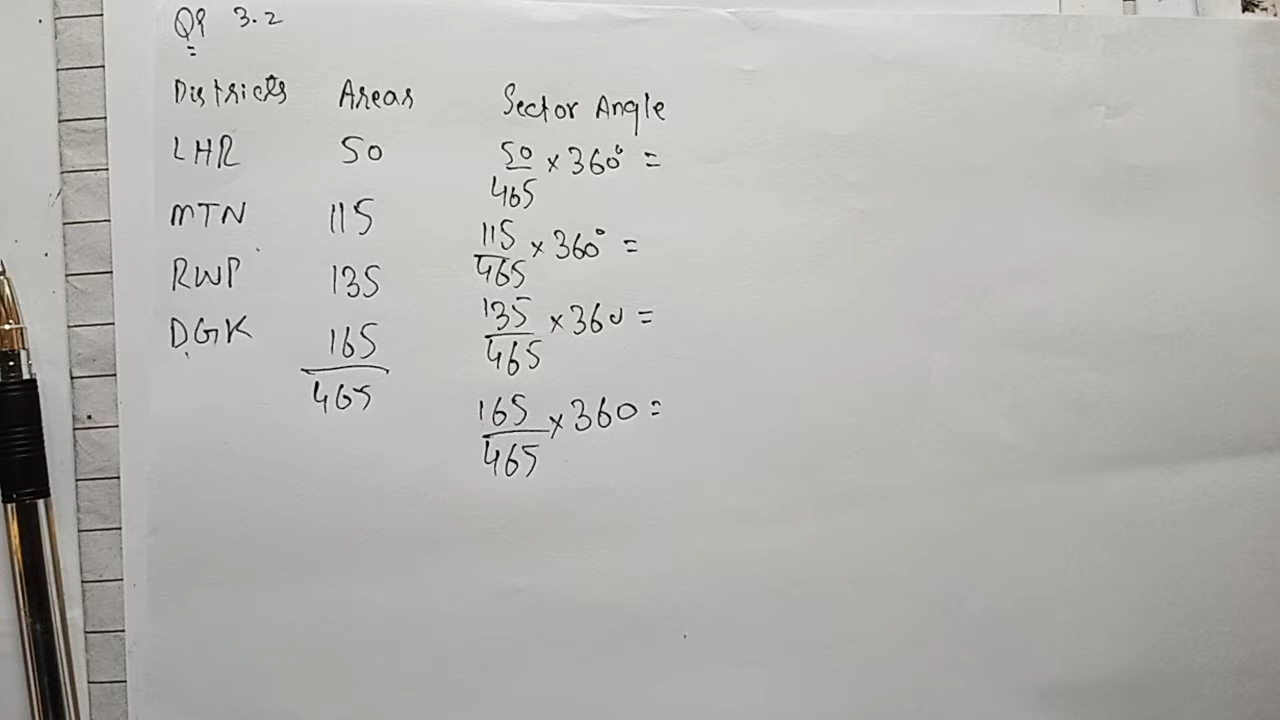 Q9 3.2
Districts Areas Sector Angle
LHR 50 50/465 × 360° =
MTN 115 115/465 × 360° =
RWP 135 135/465 × 360 =
DGK 165 165/465 × 360 =
465